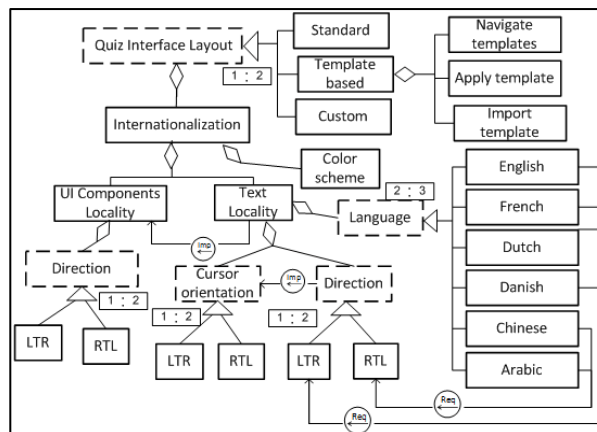 Quiz Interface Layout
1 : 2
Standard
Template
based
Custom
Navigate
templates
Apply template
Import
template
Internationalization
Color
scheme
UI Components
Locality
Text
Locality
Imp
2 : 3
Language
English
French
Dutch
Danish
Chinese
Arabic
Direction
1 : 2
LTR
RTL
Cursor
orientation
1 : 2
LTR
RTL
Imp
Direction
1 : 2
LTR
RTL
Req
Req